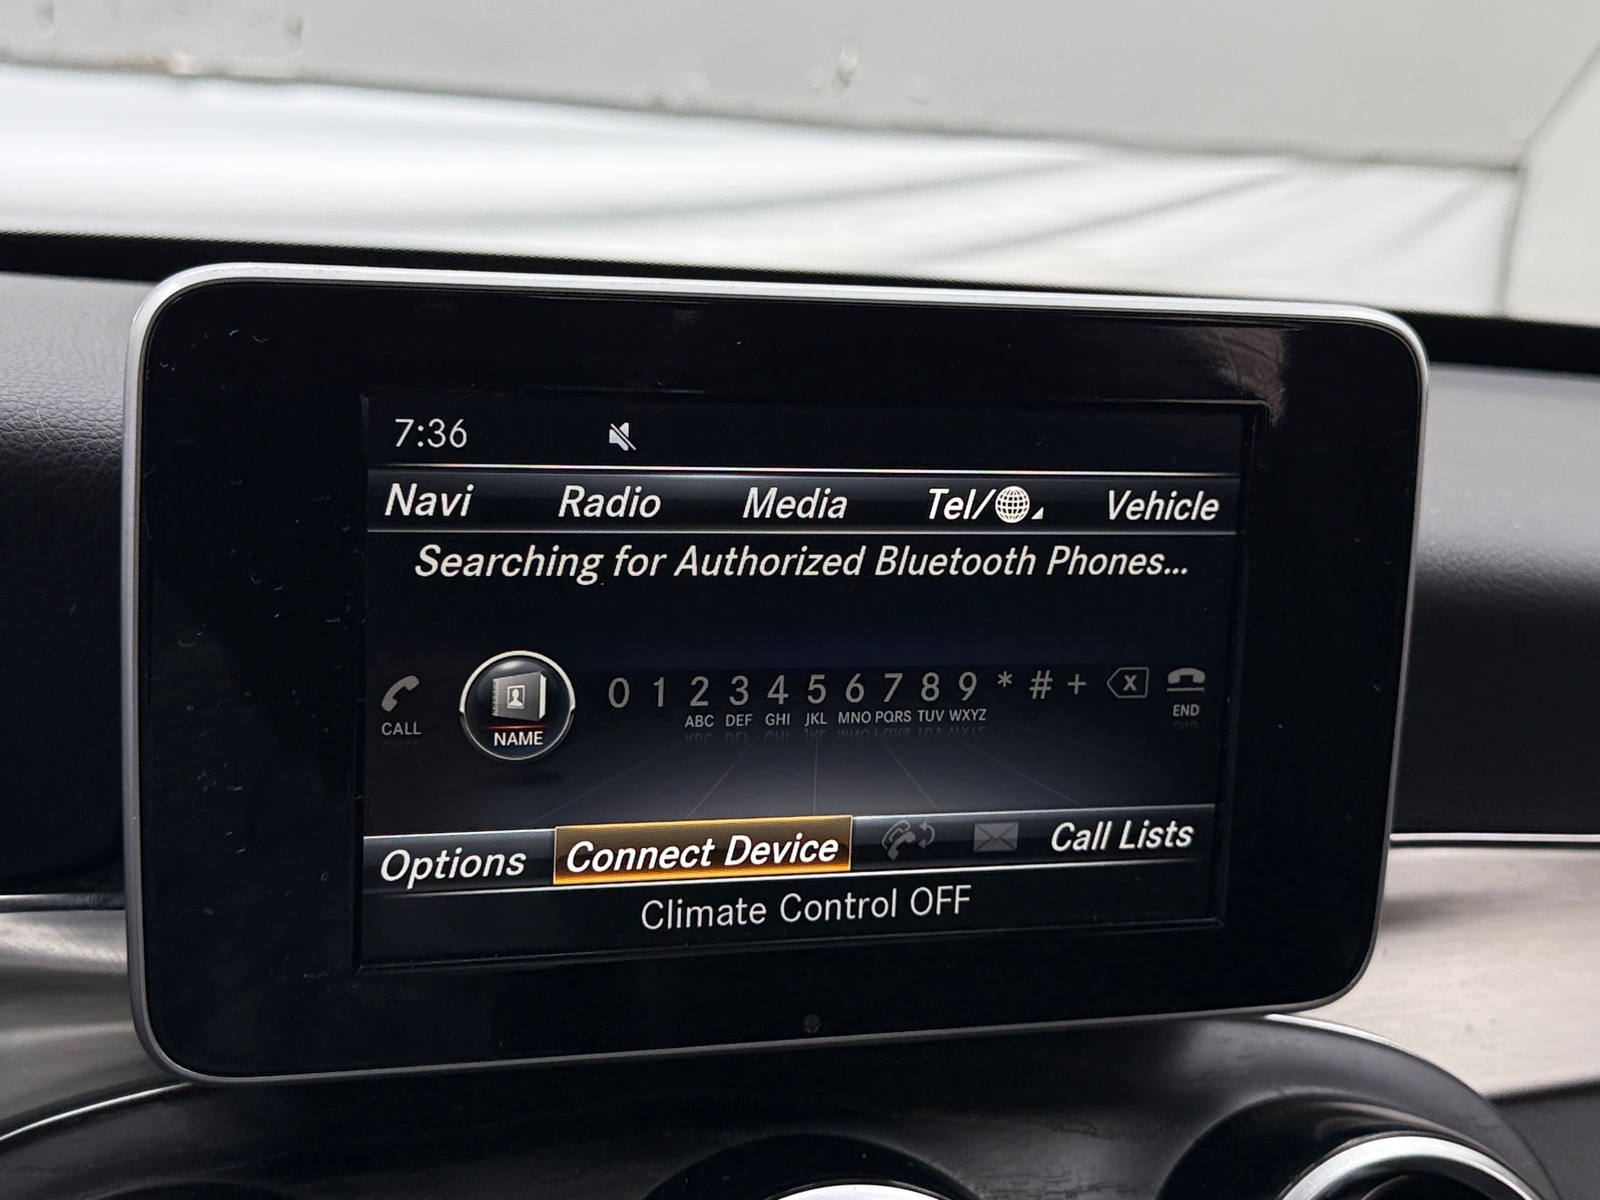 7:36
Navi Radio Media Tel/ Vehicle
Searching for Authorized Bluetooth Phones...
0 1 2 3 4 5 6 7 8 9 * # + X
CALL NAME ABC DEF GHI JKL MNO PQRS TUV WXYZ END
Options Connect Device Call Lists
Climate Control OFF